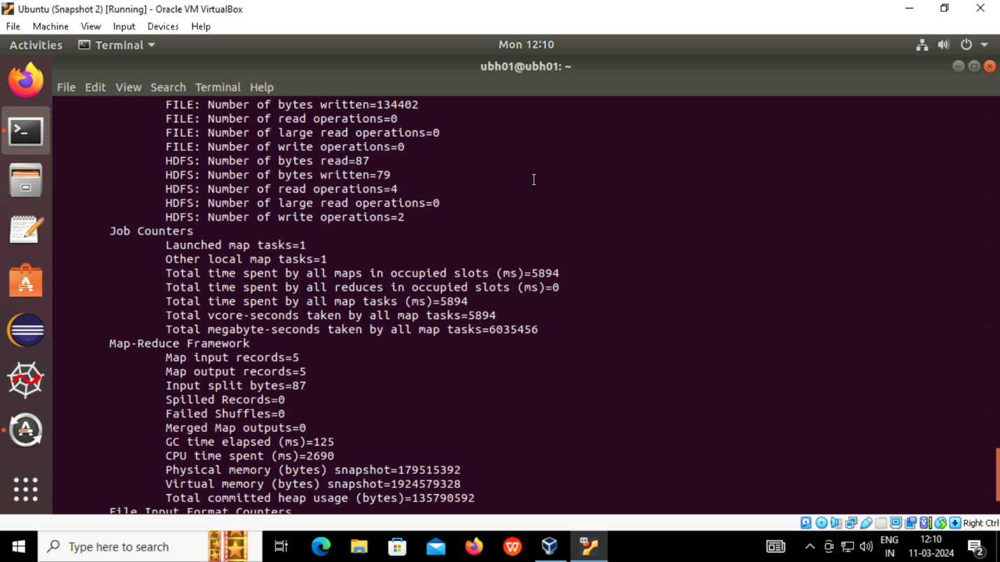 Ubuntu (Snapshot 2) [Running] - Oracle VM VirtualBox
File Machine View Input Devices Help
Activities Terminal Mon 12:10
ubh01@ubh01: ~
File Edit View Search Terminal Help
FILE: Number of bytes written=134402
FILE: Number of read operations=0
FILE: Number of large read operations=0
FILE: Number of write operations=0
HDFS: Number of bytes read=87
HDFS: Number of bytes written=79
HDFS: Number of read operations=4
HDFS: Number of large read operations=0
HDFS: Number of write operations=2
Job Counters
Launched map tasks=1
Other local map tasks=1
Total time spent by all maps in occupied slots (ms)=5894
Total time spent by all reduces in occupied slots (ms)=0
Total time spent by all map tasks (ms)=5894
Total vcore-seconds taken by all map tasks=5894
Total megabyte-seconds taken by all map tasks=6035456
Map-Reduce Framework
Map input records=5
Map output records=5
Input split bytes=87
Spilled Records=0
Failed Shuffles=0
Merged Map outputs=0
GC time elapsed (ms)=125
CPU time spent (ms)=2690
Physical memory (bytes) snapshot=179515392
Virtual memory (bytes) snapshot=1924579328
Total committed heap usage (bytes)=135790592
File Input Format Counters
Right Ctrl
Type here to search
ENG 12:10
IN 11-03-2024 2